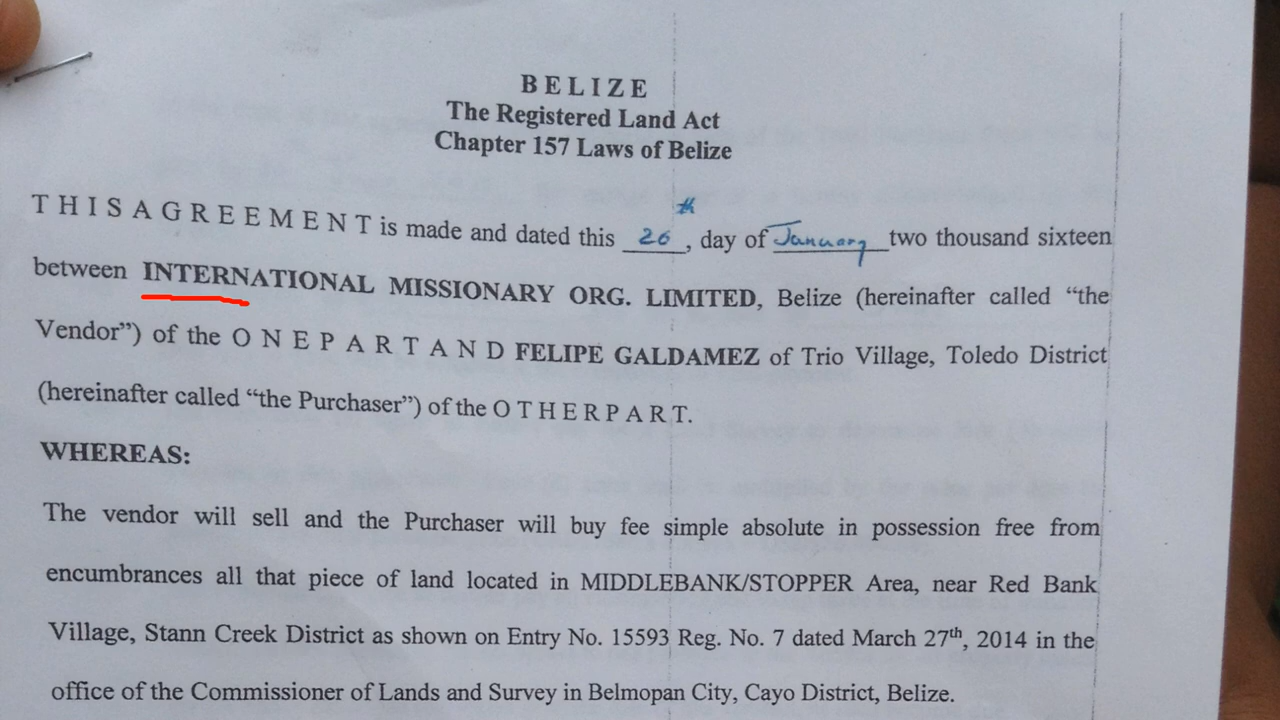 B E L I Z E
The Registered Land Act
Chapter 157 Laws of Belize
T H I S A G R E E M E N T is made and dated this 26th, day of January two thousand sixteen
between INTERNATIONAL MISSIONARY ORG. LIMITED, Belize (hereinafter called “the
Vendor”) of the O N E P A R T A N D FELIPE GALDAMEZ of Trio Village, Toledo District
(hereinafter called “the Purchaser”) of the O T H E R P A R T.
WHEREAS:
The vendor will sell and the Purchaser will buy fee simple absolute in possession free from
encumbrances all that piece of land located in MIDDLEBANK/STOPPER Area, near Red Bank
Village, Stann Creek District as shown on Entry No. 15593 Reg. No. 7 dated March 27th, 2014 in the
office of the Commissioner of Lands and Survey in Belmopan City, Cayo District, Belize.